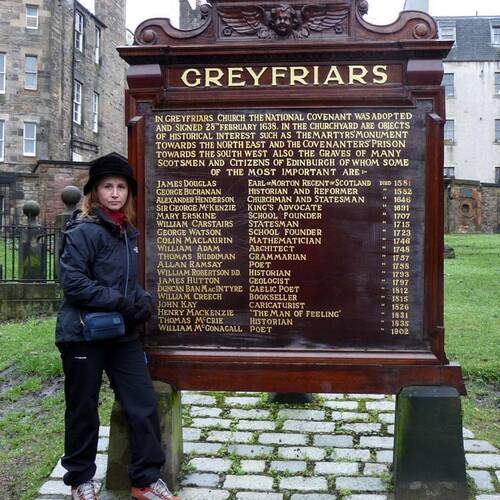 GREYFRIARS
IN GREYFRIARS CHURCH THE NATIONAL COVENANT WAS ADOPTED
AND SIGNED 28TH FEBRUARY 1638. IN THE CHURCHYARD ARE OBJECTS
OF HISTORICAL INTEREST SUCH AS THE MARTYRS' MONUMENT
TOWARDS THE NORTH EAST AND THE COVENANTERS' PRISON
TOWARDS THE SOUTH WEST ALSO THE GRAVES OF MANY
SCOTSMEN AND CITIZENS OF EDINBURGH OF WHOM SOME
OF THE MOST IMPORTANT ARE:-
JAMES DOUGLAS EARL OF MORTON REGENT OF SCOTLAND DIED 1581
GEORGE BUCHANAN HISTORIAN AND REFORMER " 1582
ALEXANDER HENDERSON CHURCHMAN AND STATESMAN " 1646
SIR GEORGE MCKENZIE KING'S ADVOCATE " 1691
MARY ERSKINE SCHOOL FOUNDER " 1707
WILLIAM CARSTAIRS STATESMAN " 1715
GEORGE WATSON SCHOOL FOUNDER " 1723
COLIN MACLAURIN MATHEMATICIAN " 1746
WILLIAM ADAM ARCHITECT " 1748
THOMAS RUDDIMAN GRAMMARIAN " 1757
ALLAN RAMSAY POET " 1758
WILLIAM ROBERTSON D.D. HISTORIAN " 1793
JAMES HUTTON GEOLOGIST " 1797
DUNCAN BAN MACINTYRE GAELIC POET " 1812
WILLIAM CREECH BOOKSELLER " 1815
JOHN KAY CARICATURIST " 1826
HENRY MACKENZIE "THE MAN OF FEELING" " 1831
THOMAS MCCRIE HISTORIAN " 1835
WILLIAM MCGONAGALL POET " 1902